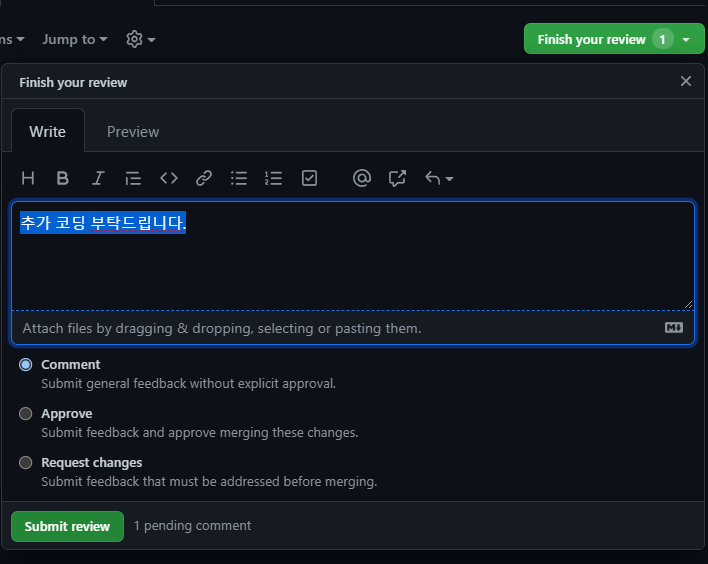 ns
Jump to
Finish your review 1
Finish your review
Write
Preview
추가 코딩 부탁드립니다.
Attach files by dragging & dropping, selecting or pasting them.
Comment
Submit general feedback without explicit approval.
Approve
Submit feedback and approve merging these changes.
Request changes
Submit feedback that must be addressed before merging.
Submit review
1 pending comment